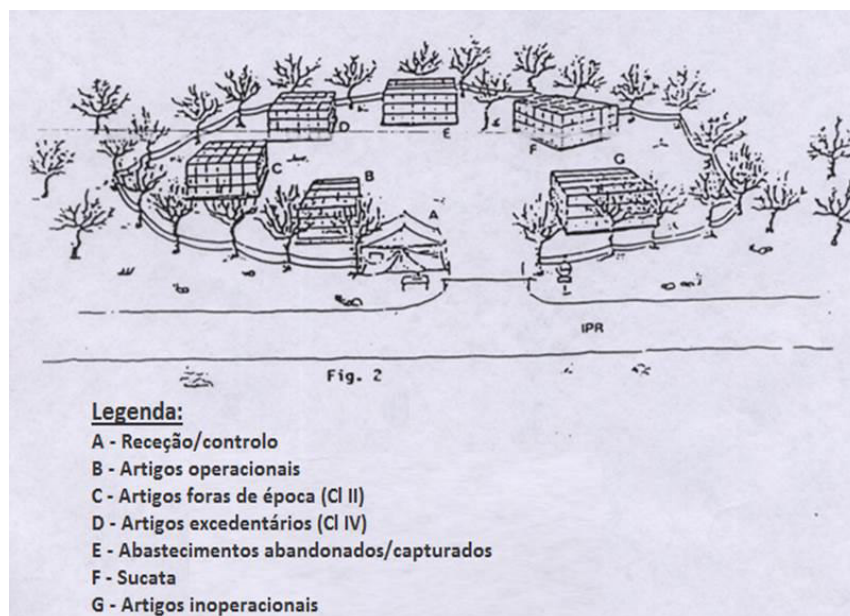 D
E
F
C
B
G
A
IPR
Fig. 2
Legenda:
A - Receção/controlo
B - Artigos operacionais
C - Artigos foras de época (Cl II)
D - Artigos excedentários (Cl IV)
E - Abastecimentos abandonados/capturados
F - Sucata
G - Artigos inoperacionais